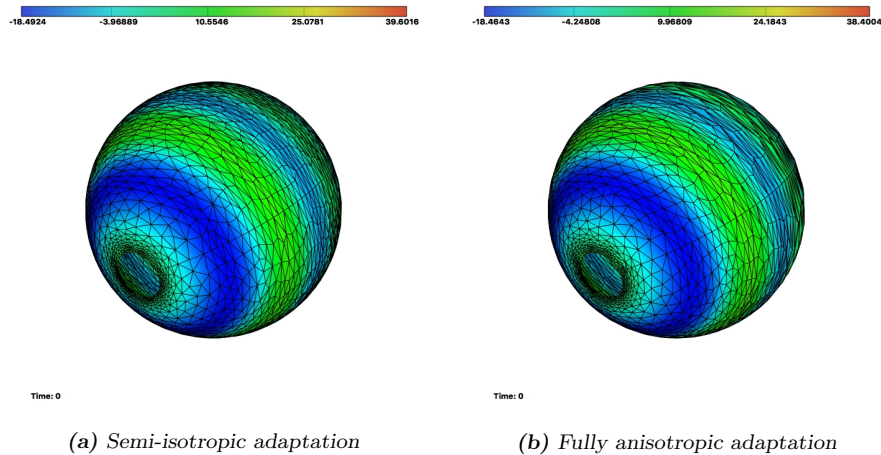 -18.4924 -3.96889 10.5546 25.0781 39.6016
-18.4643 -4.24808 9.96809 24.1843 38.4004
Time: 0
Time: 0
(a) Semi-isotropic adaptation
(b) Fully anisotropic adaptation